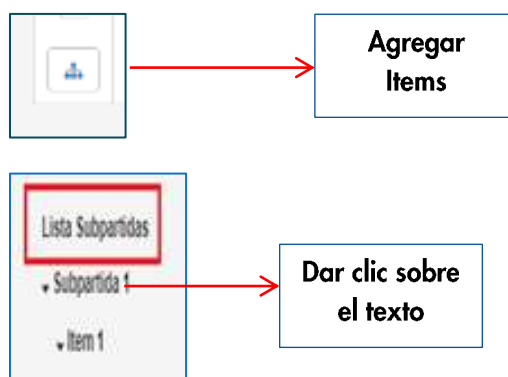 Agregar
Items
Lista Subpartidas
Subpartida 1
Dar clic sobre
el texto
Item 1